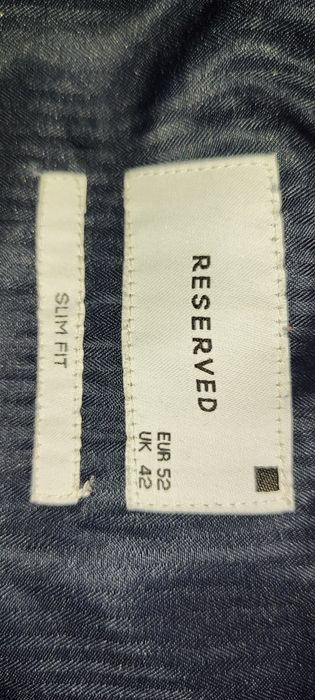 RESERVED
EUR 52
UK 42
SLIM FIT